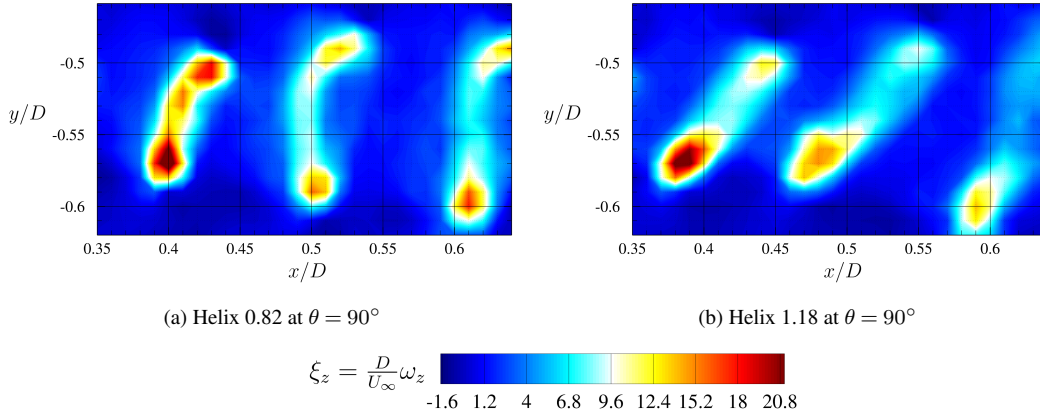 -0.5
y/D
-0.55
-0.6
0.35 0.4 0.45 0.5 0.55 0.6
x/D
(a) Helix 0.82 at θ = 90°
-0.5
y/D
-0.55
-0.6
0.35 0.4 0.45 0.5 0.55 0.6
x/D
(b) Helix 1.18 at θ = 90°
ξ_z = D/U_∞ ω_z
-1.6 1.2 4 6.8 9.6 12.4 15.2 18 20.8